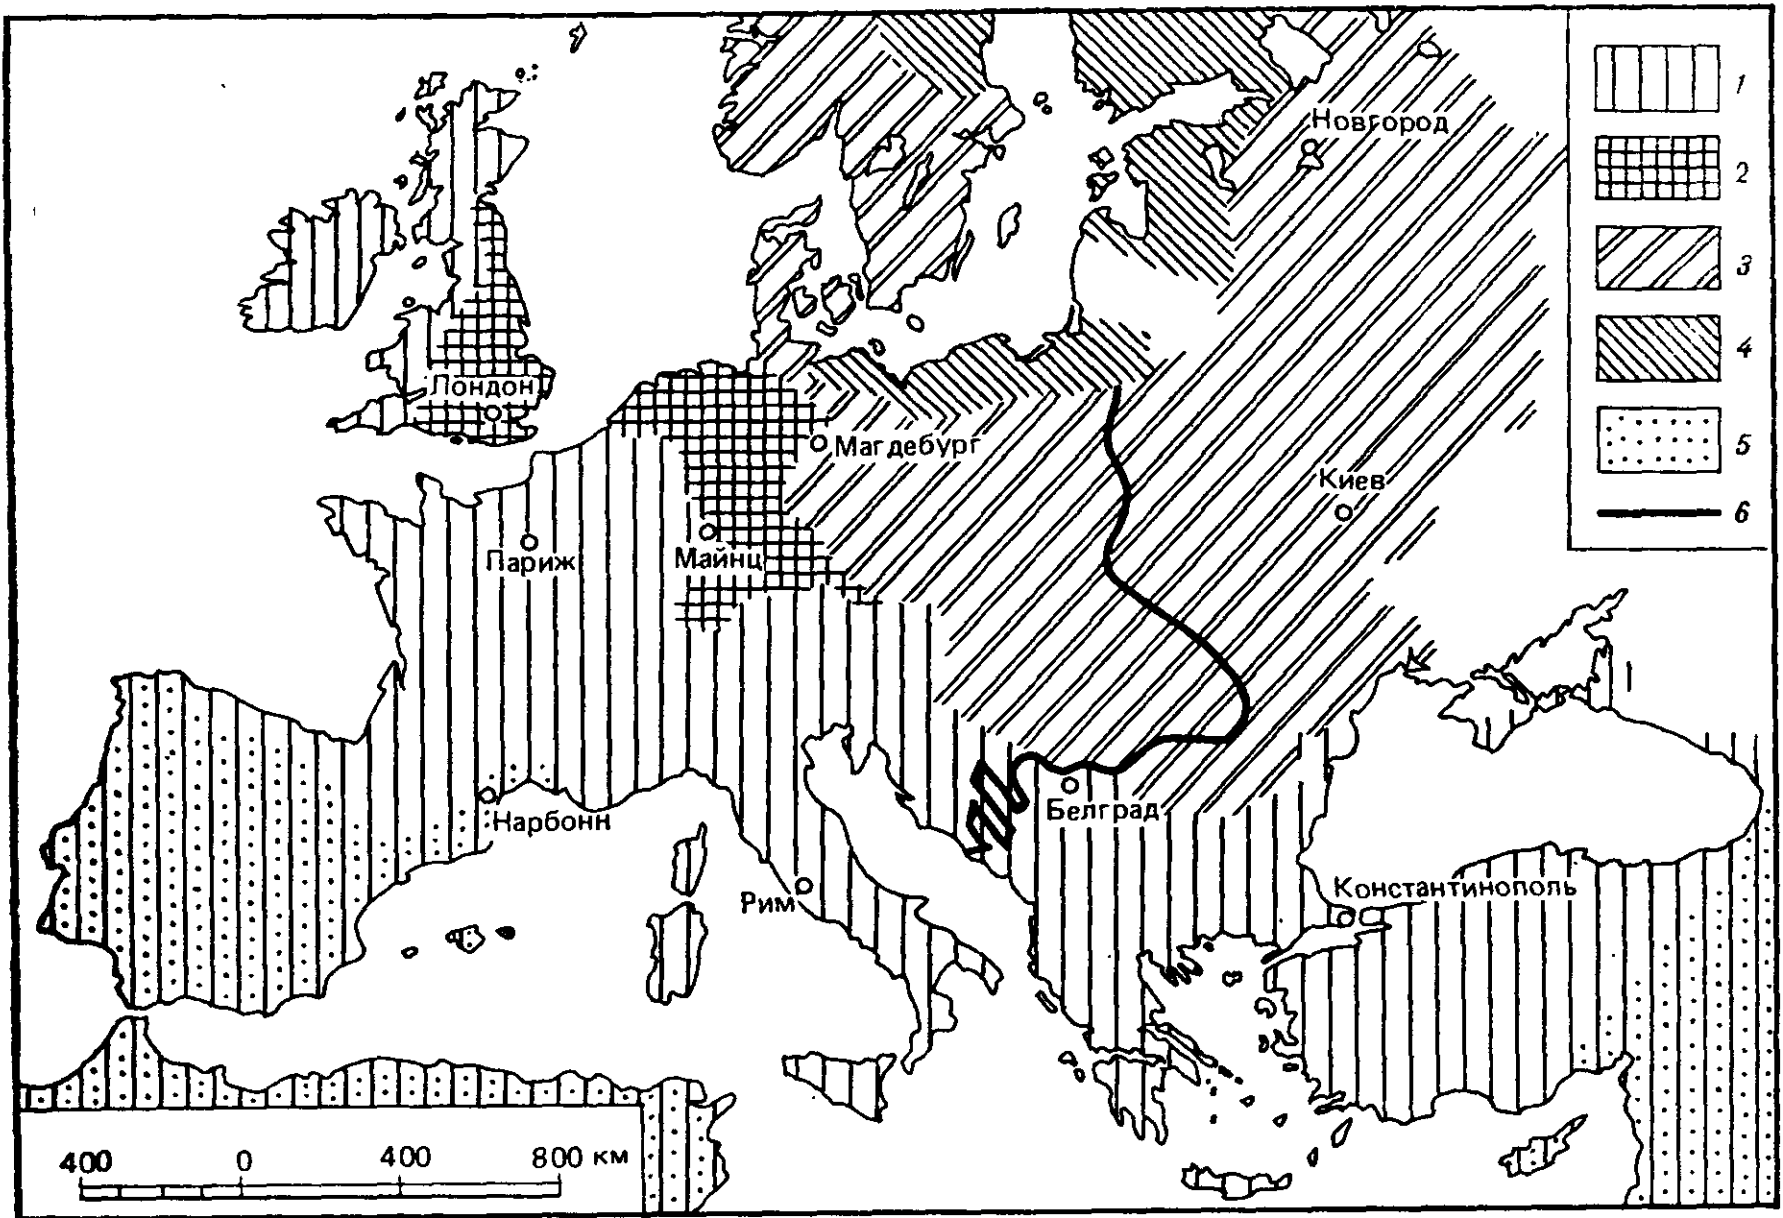 1
2
Новгород
3
4
Лондон
Магдебург
5
Киев
6
Париж
Майнц
Нарбонн
Белград
Рим
Константинополь
400 0 400 800 км